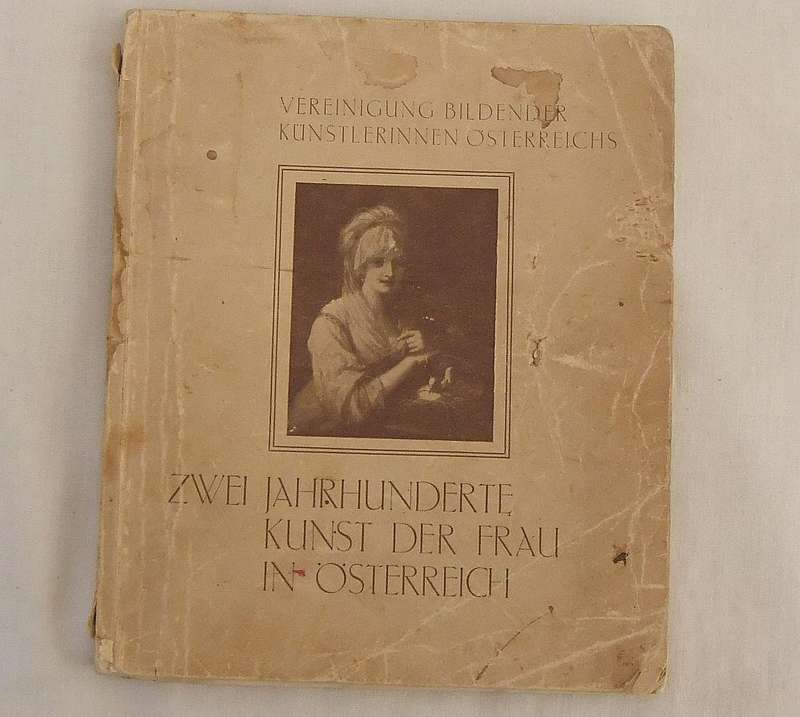 VEREINIGUNG BILDENDER
KÜNSTLERINNEN ÖSTERREICHS
ZWEI JAHRHUNDERTE
KUNST DER FRAU
IN ÖSTERREICH